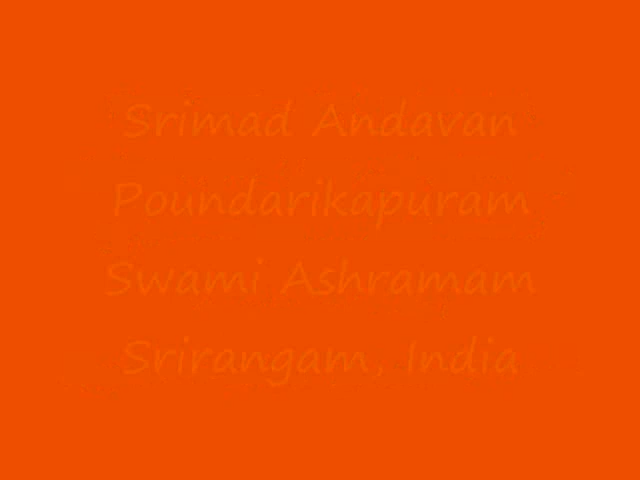 Srimad Andavan
Poundarikapuram
Swami Ashramam
Srirangam, India